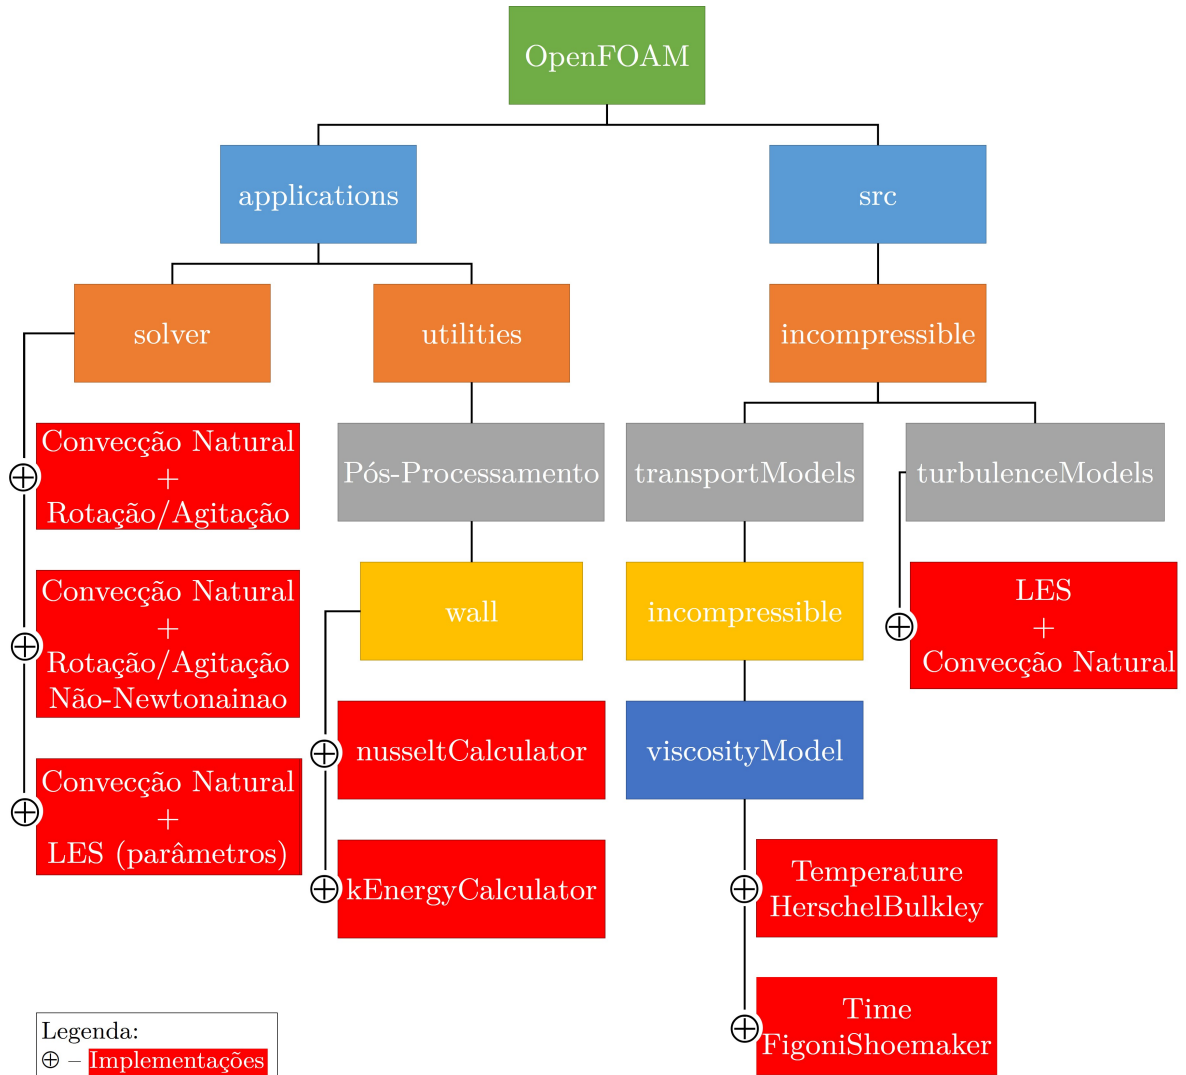 OpenFOAM
applications
src
solver
utilities
incompressible
Convecção Natural
+
Rotação/Agitação
Pós-Processamento
transportModels
turbulenceModels
Convecção Natural
+
Rotação/Agitação
Não-Newtonainao
wall
incompressible
LES
+
Convecção Natural
Convecção Natural
+
LES (parâmetros)
nusseltCalculator
viscosityModel
kEnergyCalculator
Temperature
HerschelBulkley
Time
FigoniShoemaker
Legenda:
⊕ – Implementações